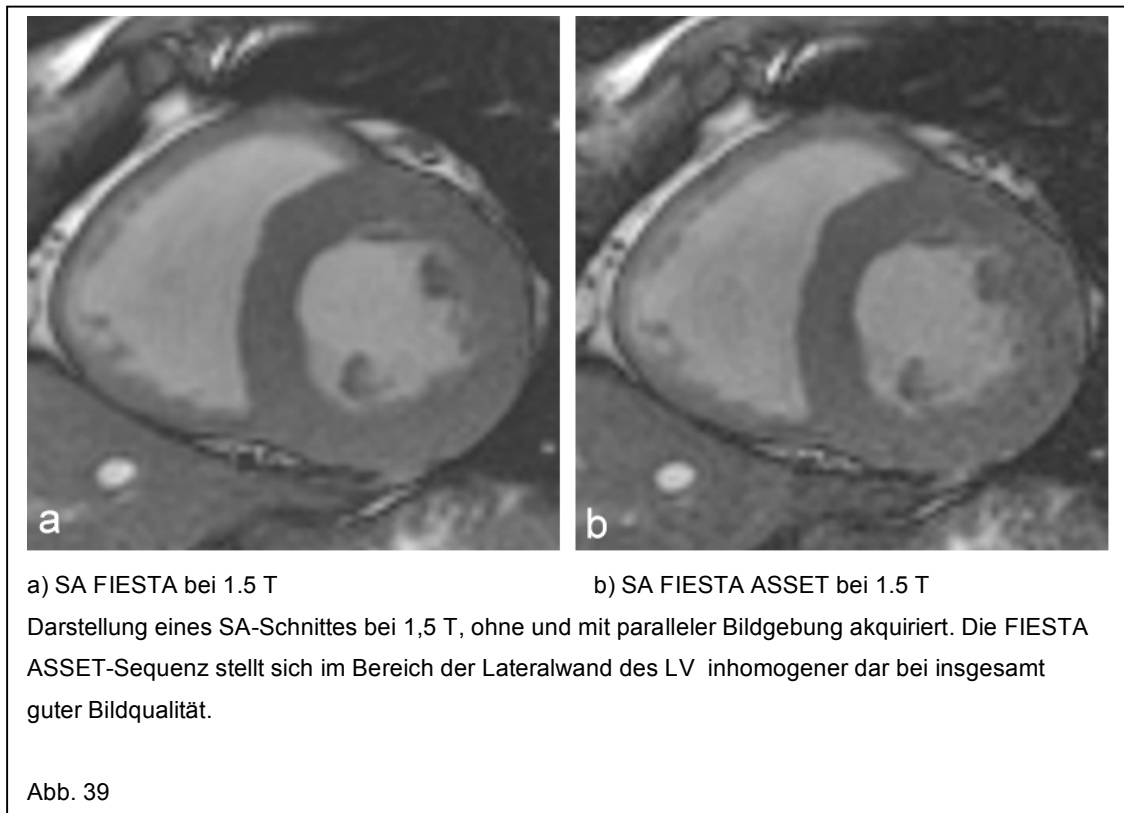 a
b
a) SA FIESTA bei 1.5 T b) SA FIESTA ASSET bei 1.5 T
Darstellung eines SA-Schnittes bei 1,5 T, ohne und mit paralleler Bildgebung akquiriert. Die FIESTA
ASSET-Sequenz stellt sich im Bereich der Lateralwand des LV inhomogener dar bei insgesamt
guter Bildqualität.
Abb. 39